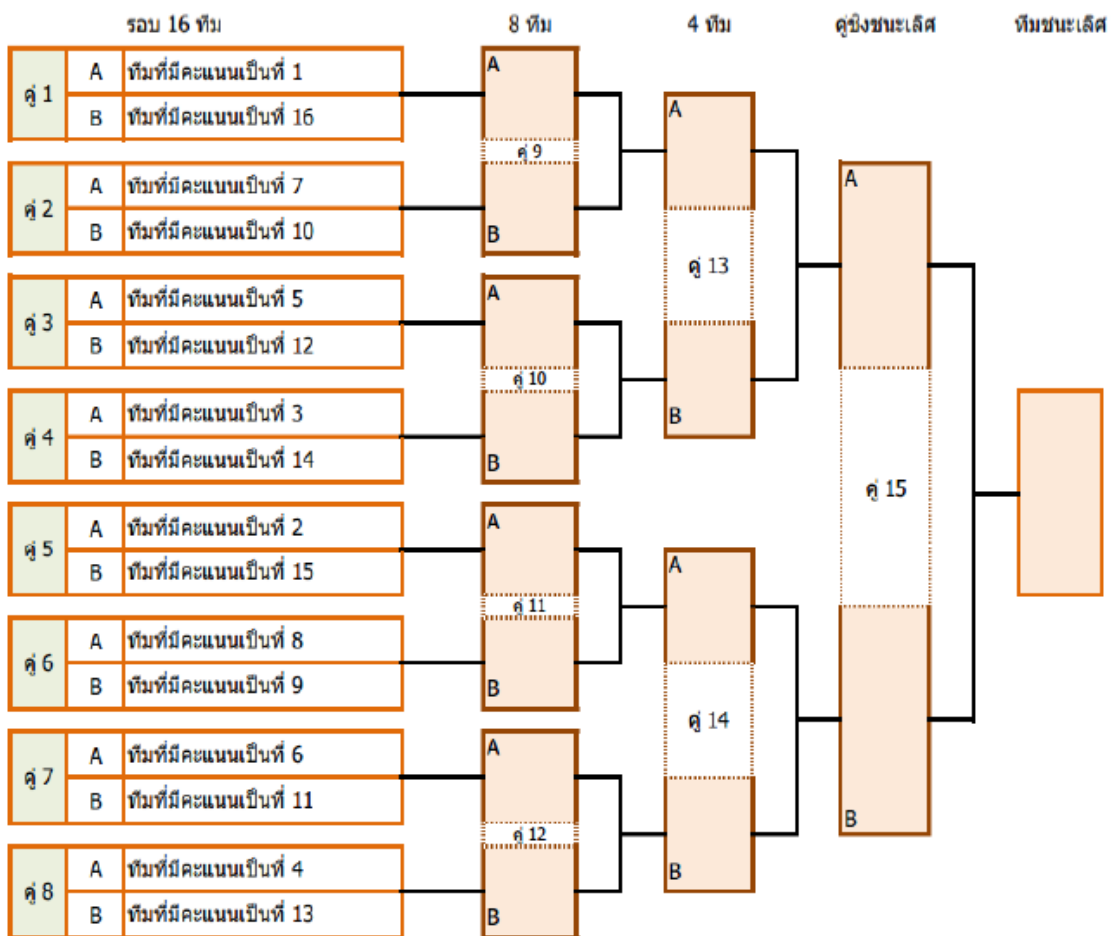 รอบ 16 ทีม 8 ทีม 4 ทีม คู่ชิงชนะเลิศ ทีมชนะเลิศ
คู่ 1
A ทีมที่มีคะแนนเป็นที่ 1
B ทีมที่มีคะแนนเป็นที่ 16
คู่ 2
A ทีมที่มีคะแนนเป็นที่ 7
B ทีมที่มีคะแนนเป็นที่ 10
คู่ 3
A ทีมที่มีคะแนนเป็นที่ 5
B ทีมที่มีคะแนนเป็นที่ 12
คู่ 4
A ทีมที่มีคะแนนเป็นที่ 3
B ทีมที่มีคะแนนเป็นที่ 14
คู่ 5
A ทีมที่มีคะแนนเป็นที่ 2
B ทีมที่มีคะแนนเป็นที่ 15
คู่ 6
A ทีมที่มีคะแนนเป็นที่ 8
B ทีมที่มีคะแนนเป็นที่ 9
คู่ 7
A ทีมที่มีคะแนนเป็นที่ 6
B ทีมที่มีคะแนนเป็นที่ 11
คู่ 8
A ทีมที่มีคะแนนเป็นที่ 4
B ทีมที่มีคะแนนเป็นที่ 13
A
คู่ 9
B
A
คู่ 10
B
A
คู่ 11
B
A
คู่ 12
B
A
คู่ 13
B
A
คู่ 14
B
A
คู่ 15
B